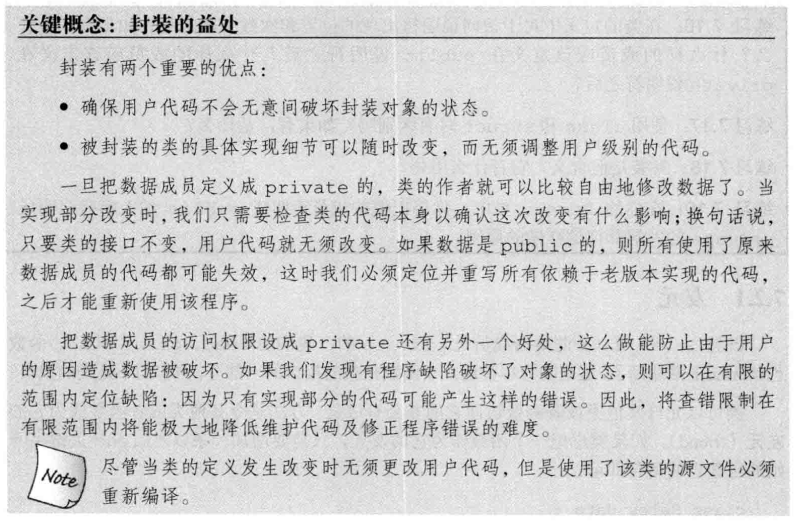 关键概念：封装的益处
封装有两个重要的优点：
● 确保用户代码不会无意间破坏封装对象的状态。
● 被封装的类的具体实现细节可以随时改变，而无须调整用户级别的代码。
一旦把数据成员定义成 private 的，类的作者就可以比较自由地修改数据了。当
实现部分改变时，我们只需要检查类的代码本身以确认这次改变有什么影响；换句话说，
只要类的接口不变，用户代码就无须改变。如果数据是 public 的，则所有使用了原来
数据成员的代码都可能失效，这时我们必须定位并重写所有依赖于老版本实现的代码，
之后才能重新使用该程序。
把数据成员的访问权限设成 private 还有另外一个好处，这么做能防止由于用户
的原因造成数据被破坏。如果我们发现有程序缺陷破坏了对象的状态，则可以在有限的
范围内定位缺陷：因为只有实现部分的代码可能产生这样的错误。因此，将查错限制在
有限范围内将能极大地降低维护代码及修正程序错误的难度。
Note 尽管当类的定义发生改变时无须更改用户代码，但是使用了该类的源文件必须
重新编译。